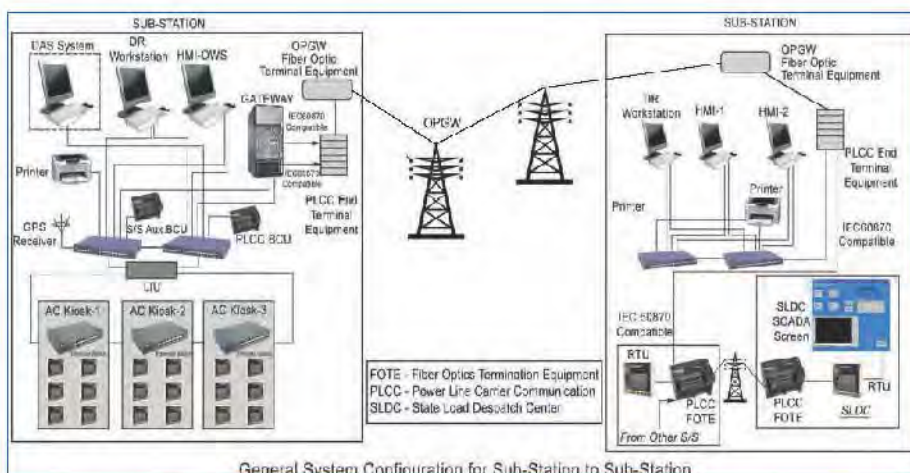 SUB-STATION
DAS System
DR
Workstation
HMI-OWS
OPGW
Fiber Optic
Terminal Equipment
GATEWAY
IEC60870
Compatible
IEC60870
Compatible
Printer
PLCC End
Terminal
Equipment
GPS
Receiver
S/S Aux.BCU
PLCC BCU
LIU
AC Kiosk-1
AC Kiosk-2
AC Kiosk-3
OPGW
FOTE - Fiber Optics Termination Equipment
PLCC - Power Line Carrier Communication
SLDC - State Load Despatch Center
SUB-STATION
OPGW
Fiber Optic
Terminal Equipment
DR
Workstation
HMI-1
HMI-2
PLCC End
Terminal
Equipment
Printer
Printer
IEC60870
Compatible
IEC 60870
Compatible
SLDC
SCADA
Screen
RTU
PLCC
FOTE
From Other S/S
PLCC
FOTE
RTU
SLDC
General System Configuration for Sub-Station to Sub-Station